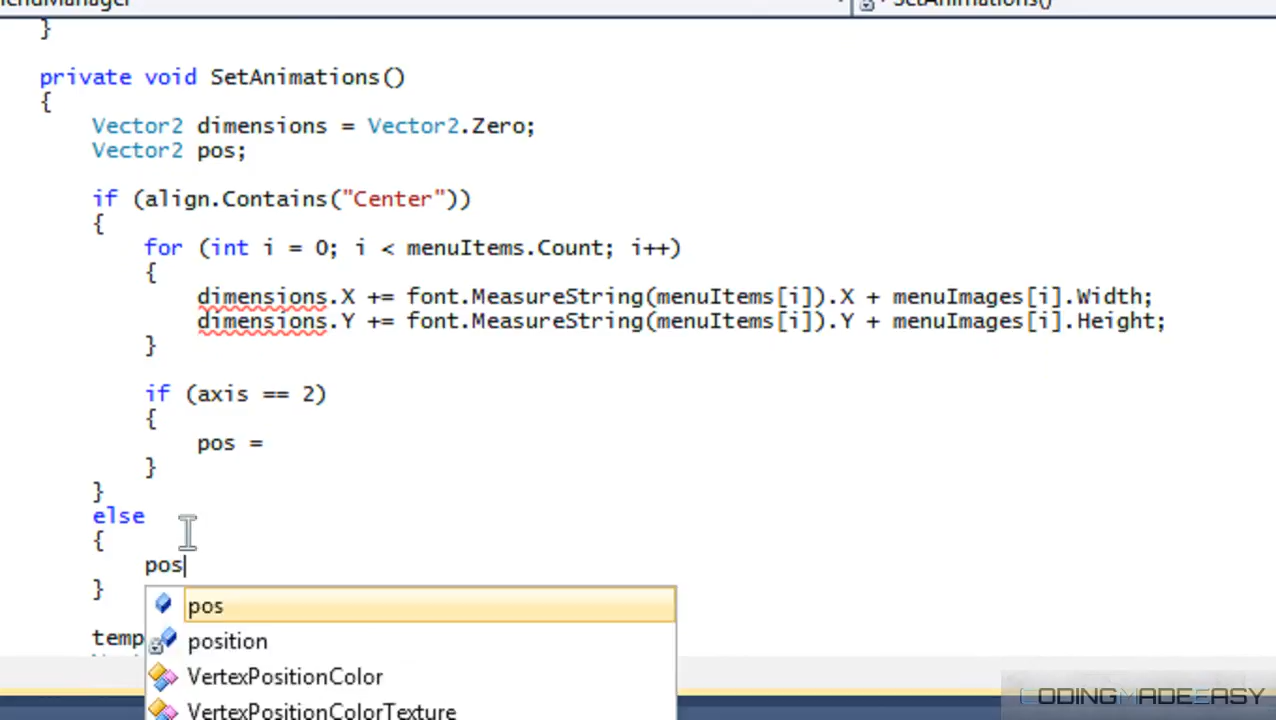 MenuManager
SetAnimations()
}
private void SetAnimations()
{
Vector2 dimensions = Vector2.Zero;
Vector2 pos;
if (align.Contains("Center"))
{
for (int i = 0; i < menuItems.Count; i++)
{
dimensions.X += font.MeasureString(menuItems[i]).X + menuImages[i].Width;
dimensions.Y += font.MeasureString(menuItems[i]).Y + menuImages[i].Height;
}
if (axis == 2)
{
pos =
}
}
else
{
pos
}
pos
temp
position
VertexPositionColor
VertexPositionColorTexture
CODINGMADEEASY